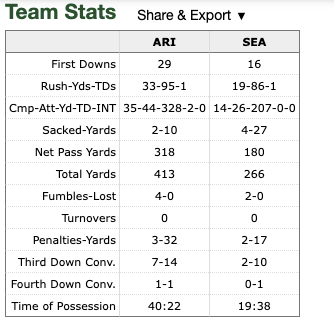 Team Stats Share & Export ▼
ARI SEA
First Downs 29 16
Rush-Yds-TDs 33-95-1 19-86-1
Cmp-Att-Yd-TD-INT 35-44-328-2-0 14-26-207-0-0
Sacked-Yards 2-10 4-27
Net Pass Yards 318 180
Total Yards 413 266
Fumbles-Lost 4-0 2-0
Turnovers 0 0
Penalties-Yards 3-32 2-17
Third Down Conv. 7-14 2-10
Fourth Down Conv. 1-1 0-1
Time of Possession 40:22 19:38